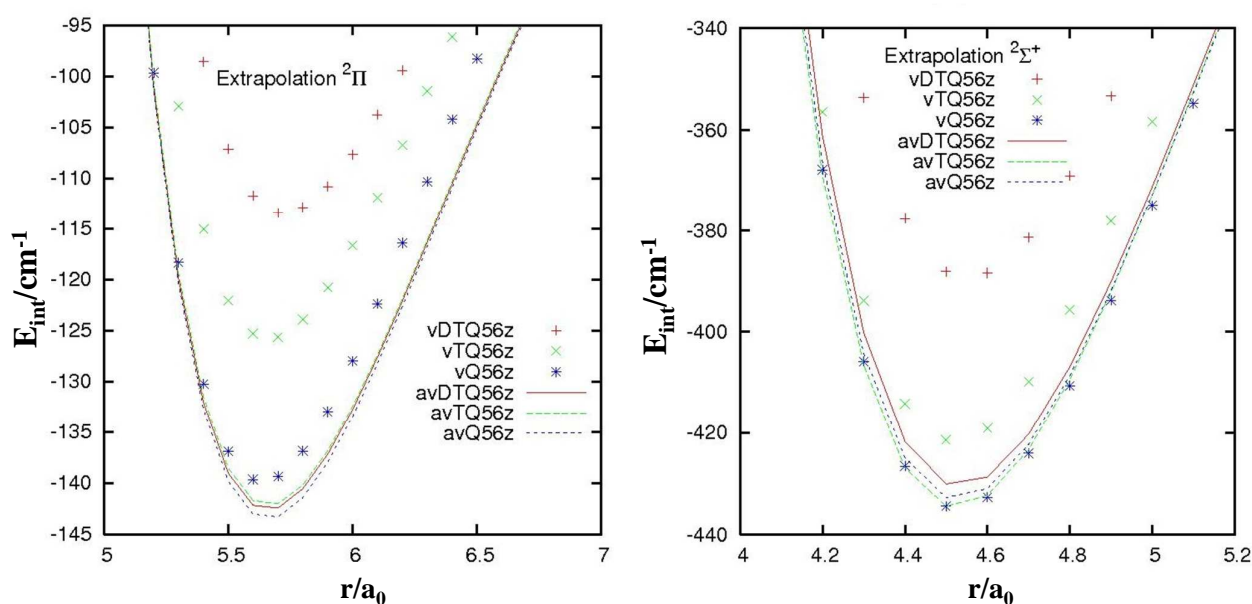 -95
-100
-105
-110
-115
-120
-125
-130
-135
-140
-145
E_int/cm⁻¹
Extrapolation ²Π
vDTQ56z
vTQ56z
vQ56z
avDTQ56z
avTQ56z
avQ56z
5 5.5 6 6.5 7
r/a₀
-340
-360
-380
-400
-420
-440
E_int/cm⁻¹
Extrapolation ²Σ⁺
vDTQ56z
vTQ56z
vQ56z
avDTQ56z
avTQ56z
avQ56z
4 4.2 4.4 4.6 4.8 5 5.2
r/a₀